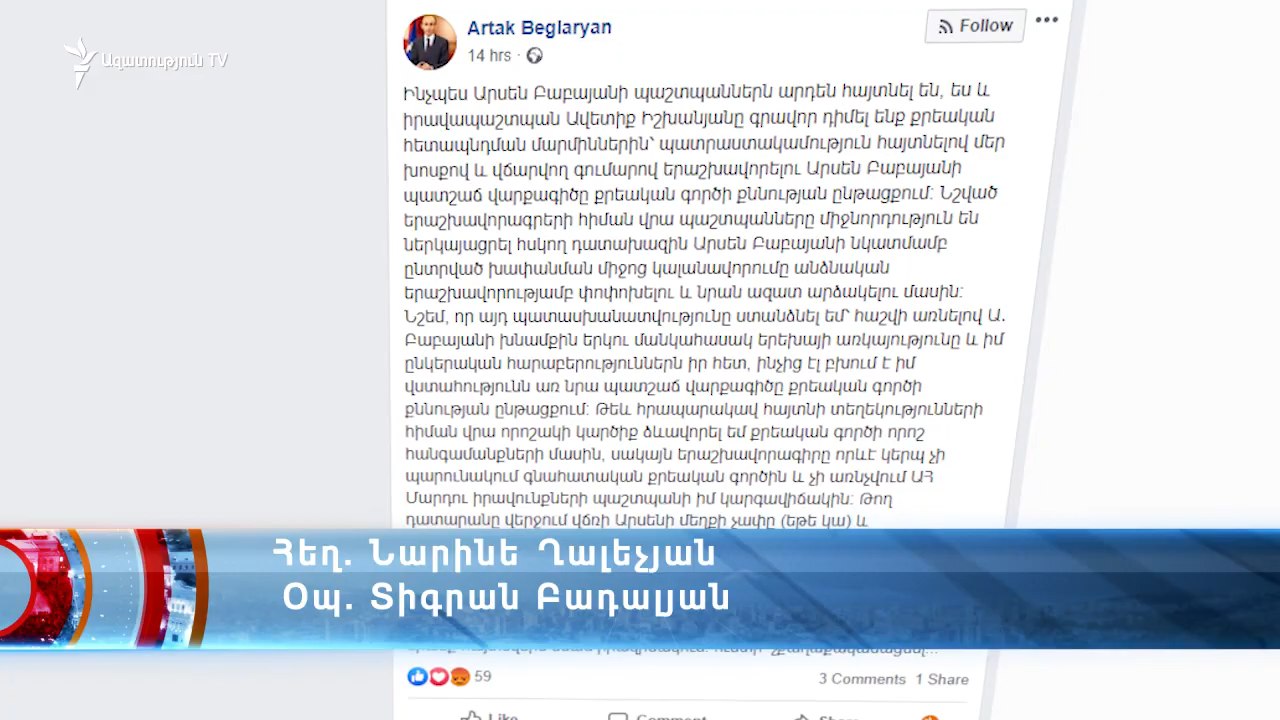 Ազատություն TV
Artak Beglaryan
14 hrs ·
Follow
Ինչպես Արսեն Բաբայանի պաշտպաններն արդեն հայտնել են, ես և
իրավապաշտպան Ավետիք Իշխանյանը գրավոր դիմել ենք քրեական
հետապնդման մարմիններին՝ պատրաստակամություն հայտնելով մեր
խոսքով և վճարվող գումարով երաշխավորելու Արսեն Բաբայանի
պատշաճ վարքագիծը քրեական գործի քննության ընթացքում: Նշված
երաշխավորագրերի հիման վրա պաշտպանները միջնորդություն են
ներկայացրել հսկող դատախազին Արսեն Բաբայանի նկատմամբ
ընտրված խափանման միջոց կալանավորումը անձնական
երաշխավորությամբ փոփոխելու և նրան ազատ արձակելու մասին:
Նշեմ, որ այդ պատասխանատվությունը ստանձնել եմ՝ հաշվի առնելով Ա.
Բաբայանի խնամքին երկու մանկահասակ երեխայի առկայությունը և իմ
ընկերական հարաբերություններն իր հետ, ինչից էլ բխում է իմ
վստահությունն առ նրա պատշաճ վարքագիծը քրեական գործի
քննության ընթացքում: Թեև հրապարակավ հայտնի տեղեկությունների
հիման վրա որոշակի կարծիք ձևավորել եմ քրեական գործի որոշ
հանգամանքների մասին, սակայն երաշխավորագիրը որևէ կերպ չի
պարունակում գնահատական քրեական գործին և չի առնչվում ԱՀ
Մարդու իրավունքների պաշտպանի իմ կարգավիճակին: Թող
դատարանը վերջում վճռի Արսենի մեղքի չափը (եթե կա) և
Հեղ. Նարինե Ղալեչյան
Օպ. Տիգրան Բադալյան
59
3 Comments 1 Share
Like
Comment
Share